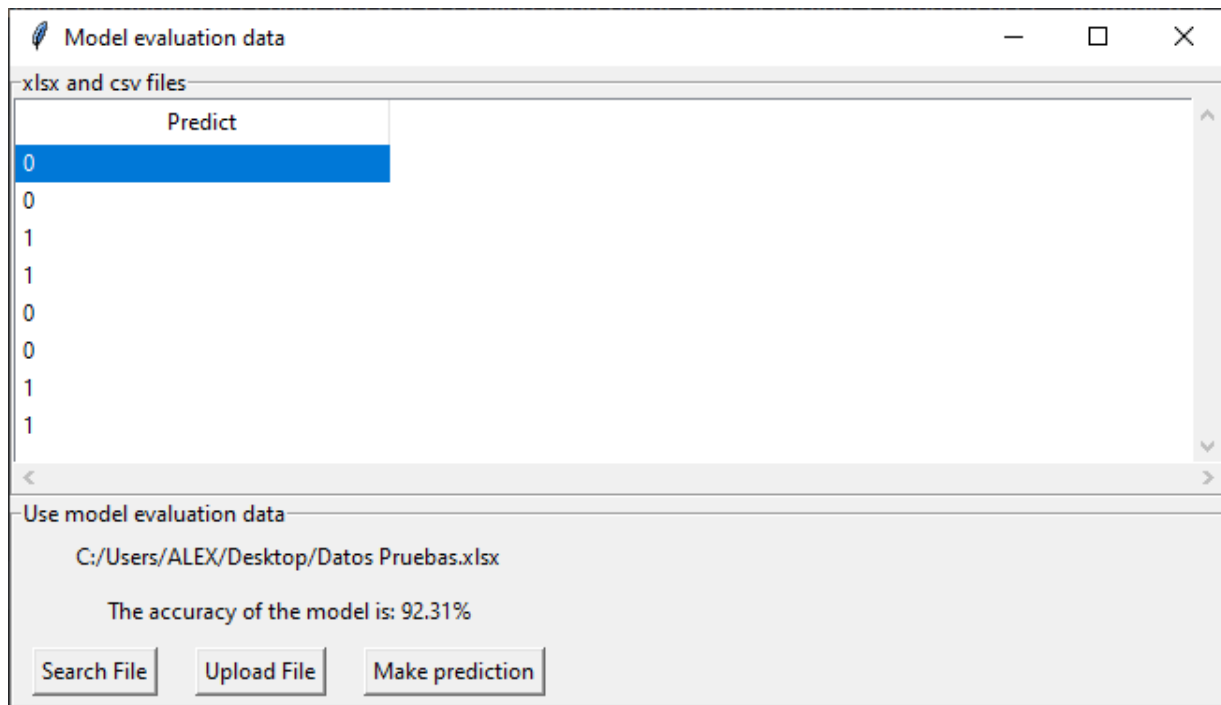 Model evaluation data
xlsx and csv files
Predict
0
0
1
1
0
0
1
1
Use model evaluation data
C:/Users/ALEX/Desktop/Datos Pruebas.xlsx
The accuracy of the model is: 92.31%
Search File Upload File Make prediction